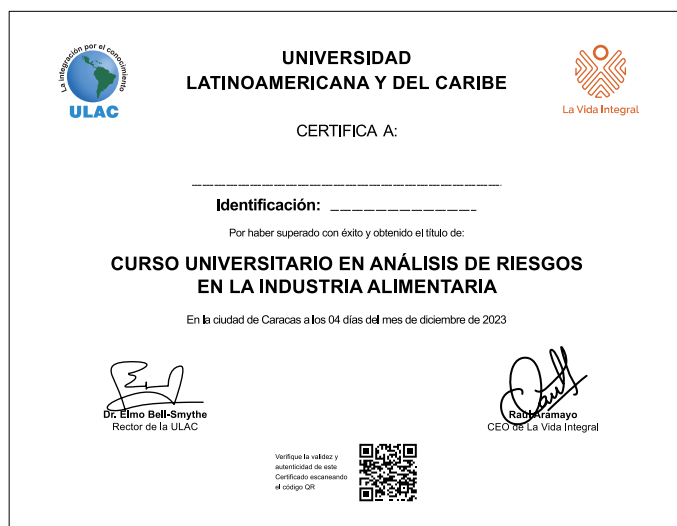 La integración por el conocimiento
ULAC
UNIVERSIDAD
LATINOAMERICANA Y DEL CARIBE
La Vida Integral
CERTIFICA A:
Identificación:
Por haber superado con éxito y obtenido el título de:
CURSO UNIVERSITARIO EN ANÁLISIS DE RIESGOS
EN LA INDUSTRIA ALIMENTARIA
En la ciudad de Caracas a los 04 días del mes de diciembre de 2023
Dr. Elmo Bell-Smythe
Rector de la ULAC
Raúl Aramayo
CEO de La Vida Integral
Verifique la validez y
autenticidad de este
Certificado escaneando
el código QR